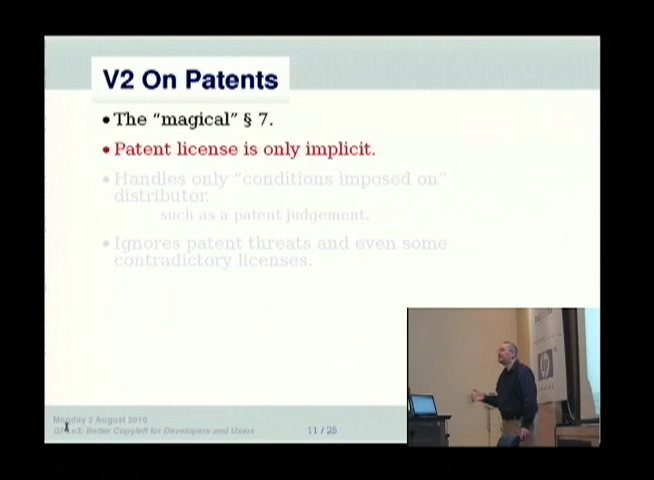 V2 On Patents
•The “magical” § 7.
•Patent license is only implicit.
•Handles only “conditions imposed on”
distributor.
such as a patent judgement.
•Ignores patent threats and even some
contradictory licenses.
Monday 2 August 2010
GPLv3: Better Copyleft for Developers and Users
11 / 25
hp